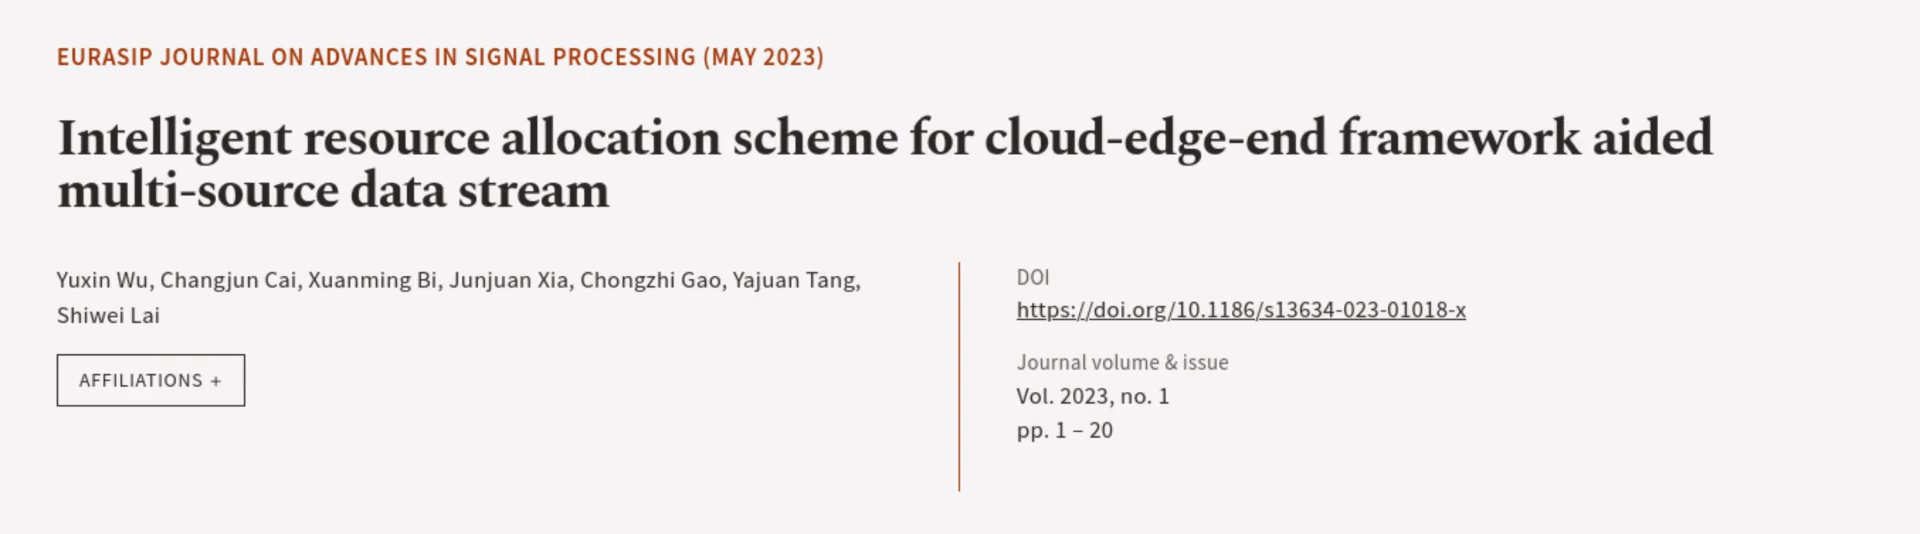 EURASIP JOURNAL ON ADVANCES IN SIGNAL PROCESSING (MAY 2023)
Intelligent resource allocation scheme for cloud-edge-end framework aided
multi-source data stream
Yuxin Wu, Changjun Cai, Xuanming Bi, Junjuan Xia, Chongzhi Gao, Yajuan Tang,
Shiwei Lai
AFFILIATIONS +
DOI
https://doi.org/10.1186/s13634-023-01018-x
Journal volume & issue
Vol. 2023, no. 1
pp. 1 – 20